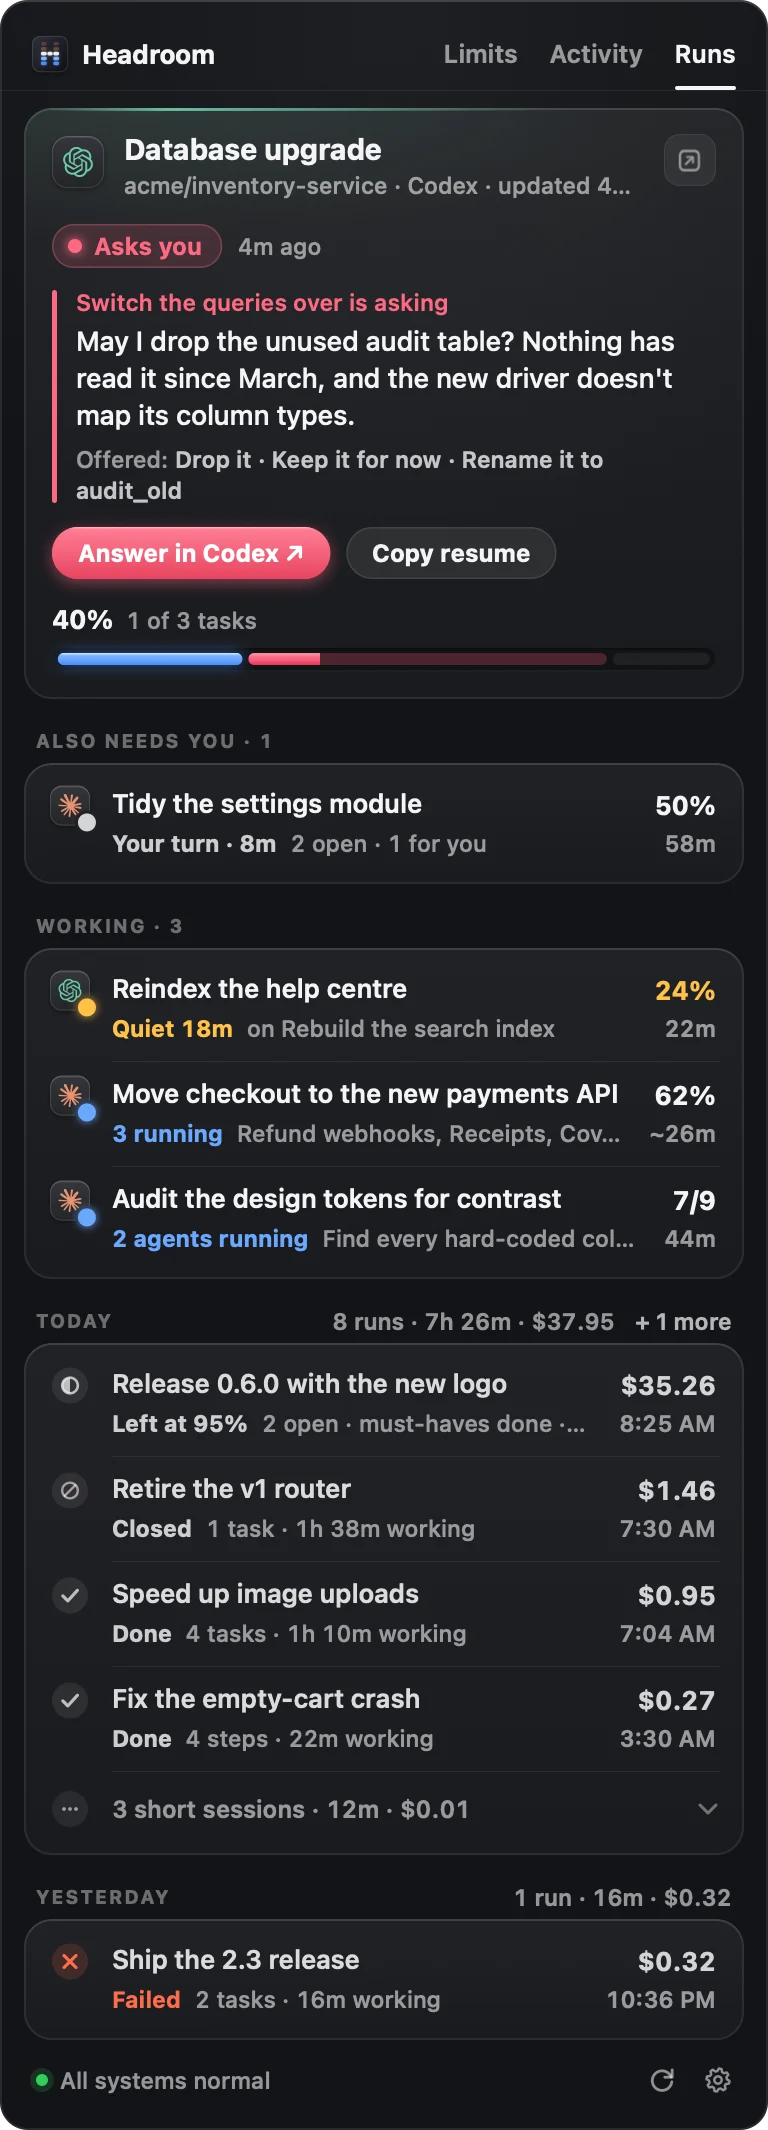 Headroom
Limits
Activity
Runs
Database upgrade
acme/inventory-service · Codex · updated 4...
Asks you
4m ago
Switch the queries over is asking
May I drop the unused audit table? Nothing has
read it since March, and the new driver doesn't
map its column types.
Offered: Drop it · Keep it for now · Rename it to
audit_old
Answer in Codex ↗
Copy resume
40% 1 of 3 tasks
ALSO NEEDS YOU · 1
Tidy the settings module 50%
Your turn · 8m 2 open · 1 for you 58m
WORKING · 3
Reindex the help centre 24%
Quiet 18m on Rebuild the search index 22m
Move checkout to the new payments API 62%
3 running Refund webhooks, Receipts, Cov... ~26m
Audit the design tokens for contrast 7/9
2 agents running Find every hard-coded col... 44m
TODAY 8 runs · 7h 26m · $37.95 + 1 more
Release 0.6.0 with the new logo $35.26
Left at 95% 2 open · must-haves done ·... 8:25 AM
Retire the v1 router $1.46
Closed 1 task · 1h 38m working 7:30 AM
Speed up image uploads $0.95
Done 4 tasks · 1h 10m working 7:04 AM
Fix the empty-cart crash $0.27
Done 4 steps · 22m working 3:30 AM
3 short sessions · 12m · $0.01
YESTERDAY 1 run · 16m · $0.32
Ship the 2.3 release $0.32
Failed 2 tasks · 16m working 10:36 PM
All systems normal